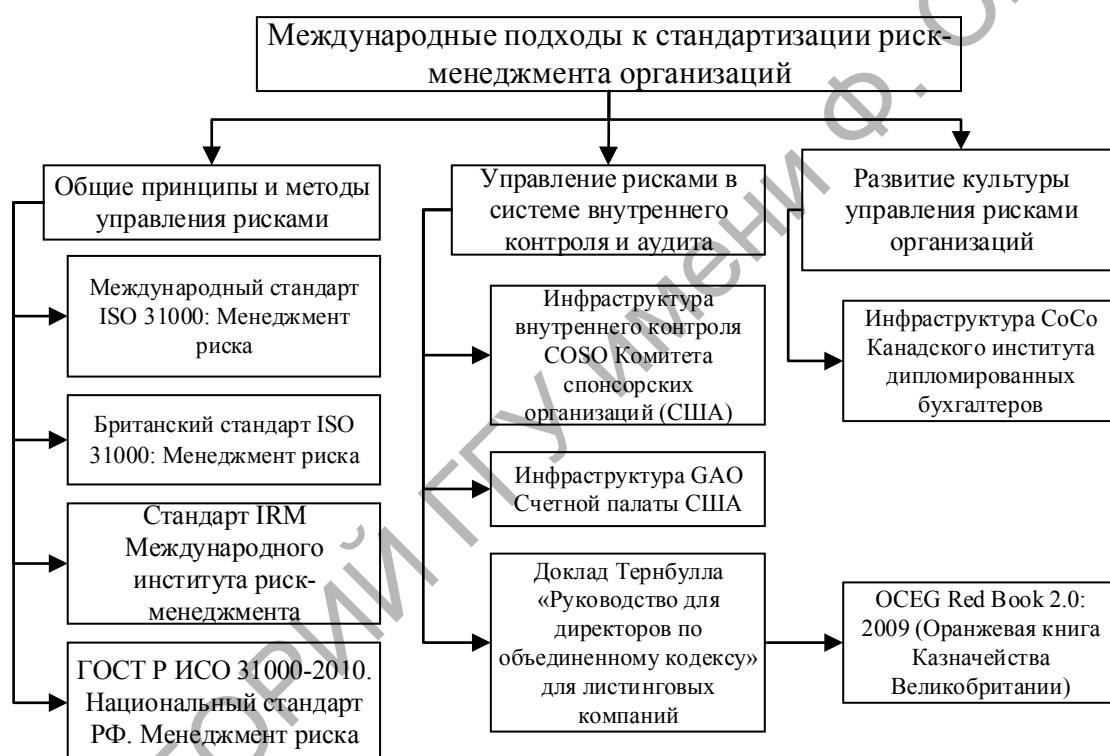 Международные подходы к стандартизации риск-
менеджмента организаций
Общие принципы и методы
управления рисками
Международный стандарт
ISO 31000: Менеджмент
риска
Британский стандарт ISO
31000: Менеджмент риска
Стандарт IRM
Международного
института риск-
менеджмента
ГОСТ Р ИСО 31000-2010.
Национальный стандарт
РФ. Менеджмент риска
Управление рисками в
системе внутреннего
контроля и аудита
Инфраструктура
внутреннего контроля
COSO Комитета
спонсорских
организаций (США)
Инфраструктура GAO
Счетной палаты США
Доклад Тернбулла
«Руководство для
директоров по
объединенному кодексу»
для листинговых
компаний
Развитие культуры
управления рисками
организаций
Инфраструктура CoCo
Канадского института
дипломированных
бухгалтеров
OCEG Red Book 2.0:
2009 (Оранжевая книга
Казначейства
Великобритании)
ГГУ имени Ф.